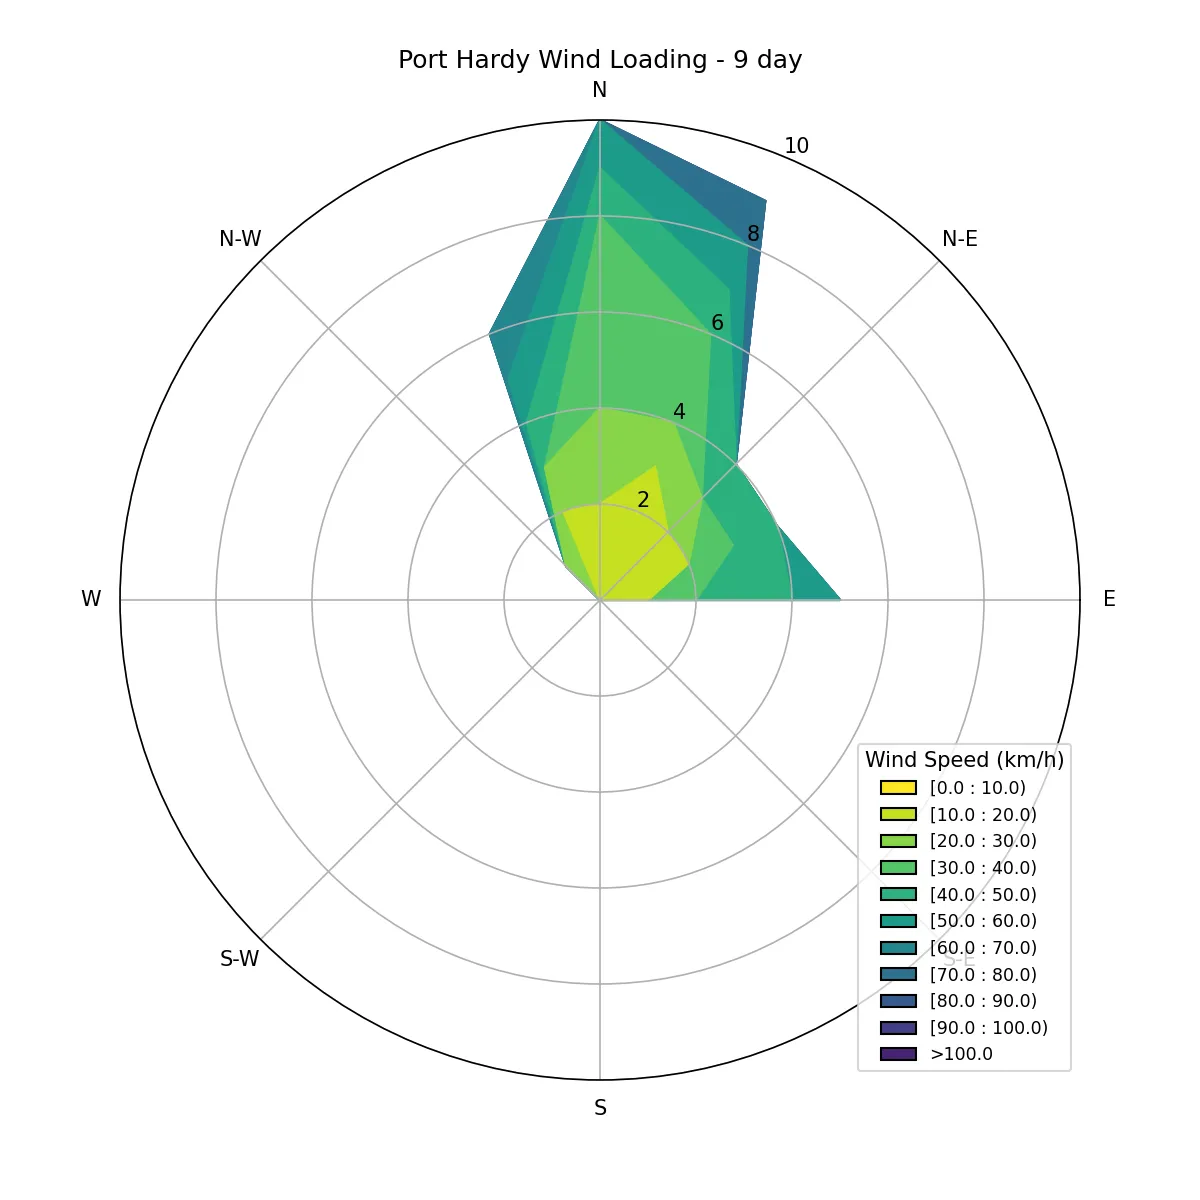 Port Hardy Wind Loading - 9 day
N
10
N-W
N-E
8
6
4
2
W
E
Wind Speed (km/h)
[0.0 : 10.0)
[10.0 : 20.0)
[20.0 : 30.0)
[30.0 : 40.0)
[40.0 : 50.0)
[50.0 : 60.0)
[60.0 : 70.0)
[70.0 : 80.0)
[80.0 : 90.0)
[90.0 : 100.0)
>100.0
S-W
S-E
S